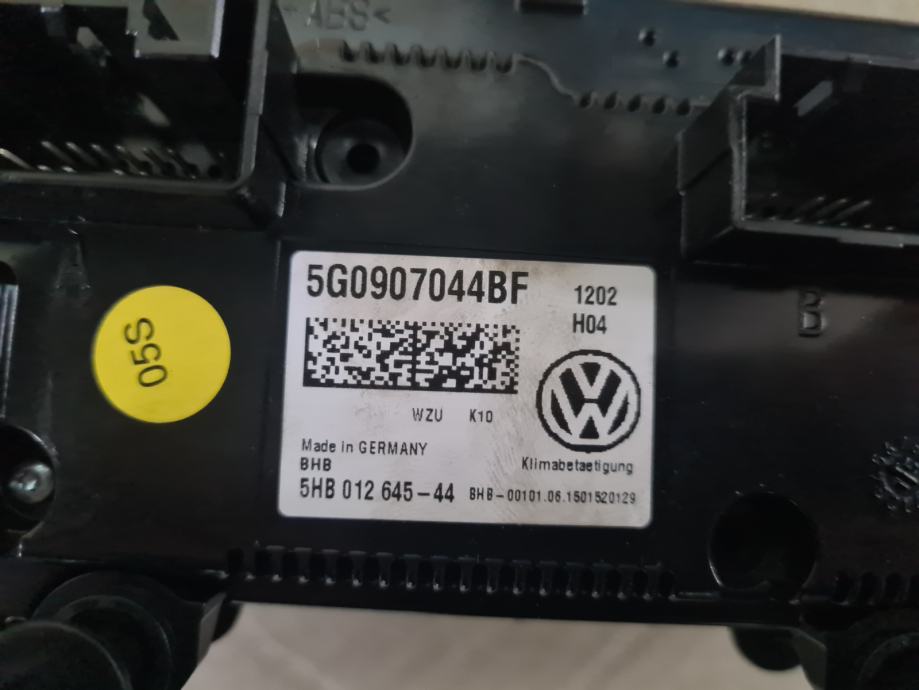 >ABS<
5G0907044BF
1202
H04
WZU K10
Made in GERMANY
BHB
5HB 012 645-44
Klimabetaetigung
BHB-00101.06.1501520129
05S
A
B